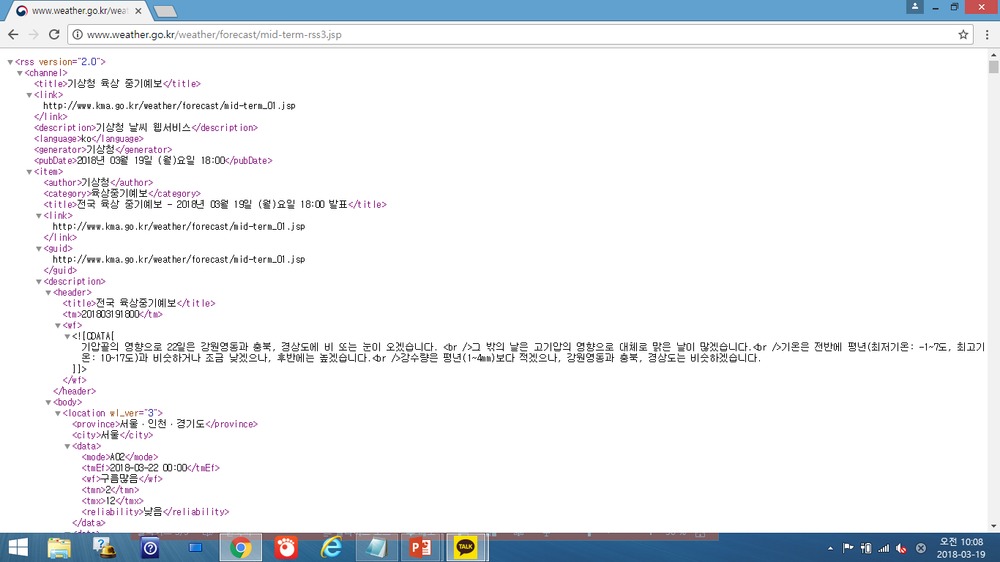 www.weather.go.kr/weat
www.weather.go.kr/weather/forecast/mid-term-rss3.jsp
<rss version="2.0">
<channel>
<title>기상청 육상 중기예보</title>
<link>
http://www.kma.go.kr/weather/forecast/mid-term_01.jsp
</link>
<description>기상청 날씨 웹서비스</description>
<language>ko</language>
<generator>기상청</generator>
<pubDate>2018년 03월 19일 (월)요일 18:00</pubDate>
<item>
<author>기상청</author>
<category>육상중기예보</category>
<title>전국 육상 중기예보 - 2018년 03월 19일 (월)요일 18:00 발표</title>
<link>
http://www.kma.go.kr/weather/forecast/mid-term_01.jsp
</link>
<guid>
http://www.kma.go.kr/weather/forecast/mid-term_01.jsp
</guid>
<description>
<header>
<title>전국 육상중기예보</title>
<tm>201803191800</tm>
<wf>
<![CDATA[
기압골의 영향으로 22일은 강원영동과 충북, 경상도에 비 또는 눈이 오겠습니다. <br />그 밖의 날은 고기압의 영향으로 대체로 맑은 날이 많겠습니다.<br />기온은 전반에 평년(최저기온: -1~7도, 최고기
온: 10~17도)과 비슷하거나 조금 낮겠으나, 후반에는 높겠습니다.<br />강수량은 평년(1~4mm)보다 적겠으나, 강원영동과 충북, 경상도는 비슷하겠습니다.
]]>
</wf>
</header>
<body>
<location wl_ver="3">
<province>서울·인천·경기도</province>
<city>서울</city>
<data>
<mode>A02</mode>
<tmEf>2018-03-22 00:00</tmEf>
<wf>구름많음</wf>
<tmn>2</tmn>
<tmx>12</tmx>
<reliability>낮음</reliability>
</data>
TALK
오전 10:08
2018-03-19